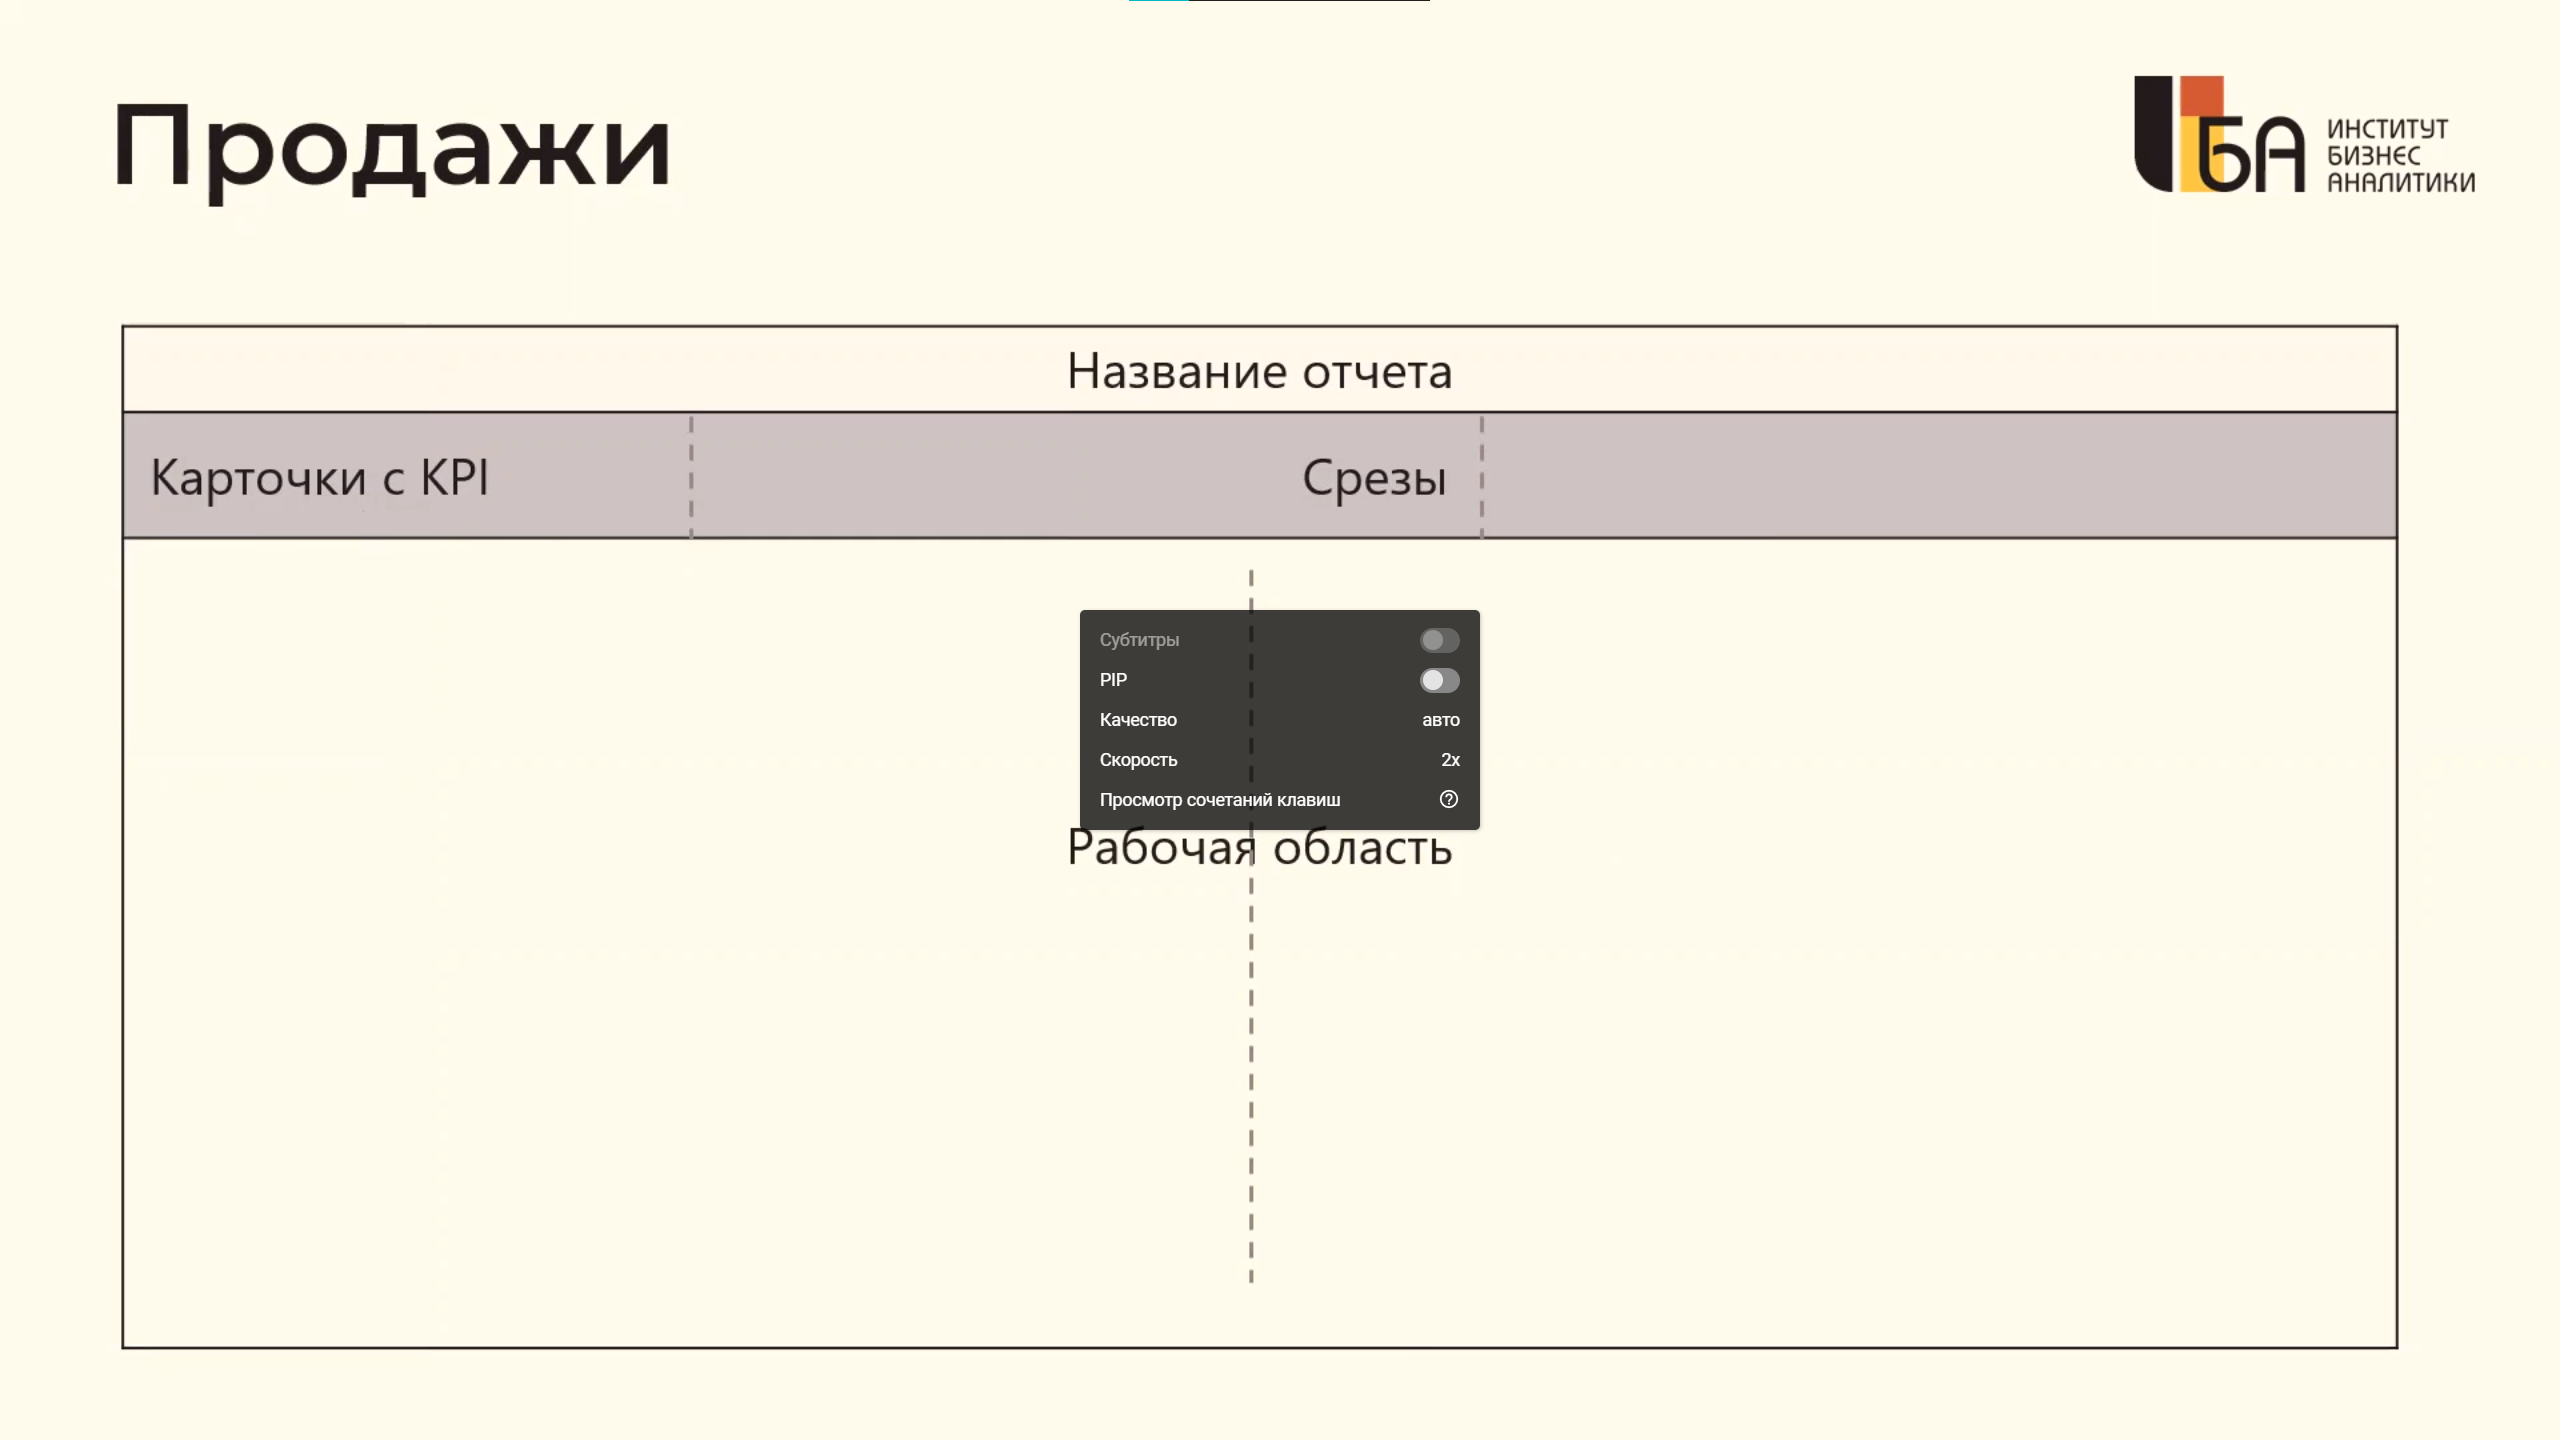 Продажи
БА
ИНСТИТУТ
БИЗНЕС
АНАЛИТИКИ
Название отчета
Карточки с KPI
Срезы
Субтитры
PIP
Качество авто
Скорость 2x
Просмотр сочетаний клавиш
Рабочая область